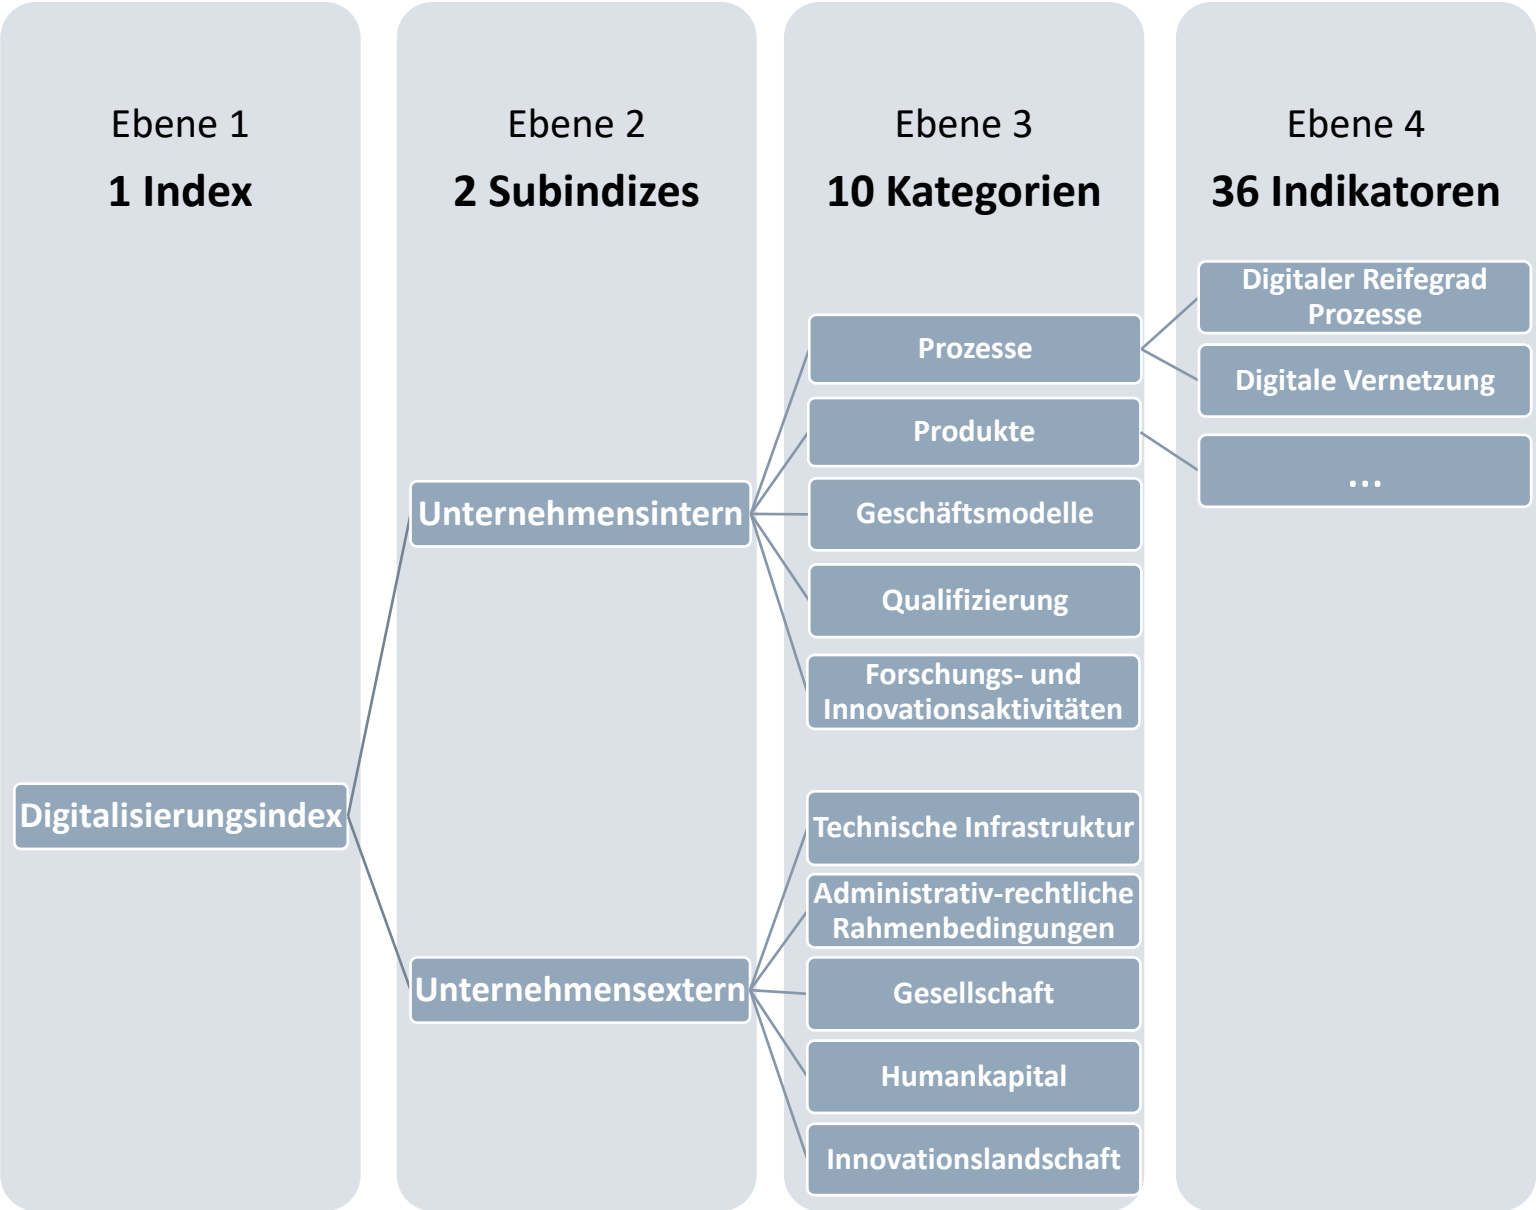 Ebene 1
1 Index
Digitalisierungsindex
Ebene 2
2 Subindizes
Unternehmensintern
Unternehmensextern
Ebene 3
10 Kategorien
Prozesse
Produkte
Geschäftsmodelle
Qualifizierung
Forschungs- und
Innovationsaktivitäten
Technische Infrastruktur
Administrativ-rechtliche
Rahmenbedingungen
Gesellschaft
Humankapital
Innovationslandschaft
Ebene 4
36 Indikatoren
Digitaler Reifegrad
Prozesse
Digitale Vernetzung
...